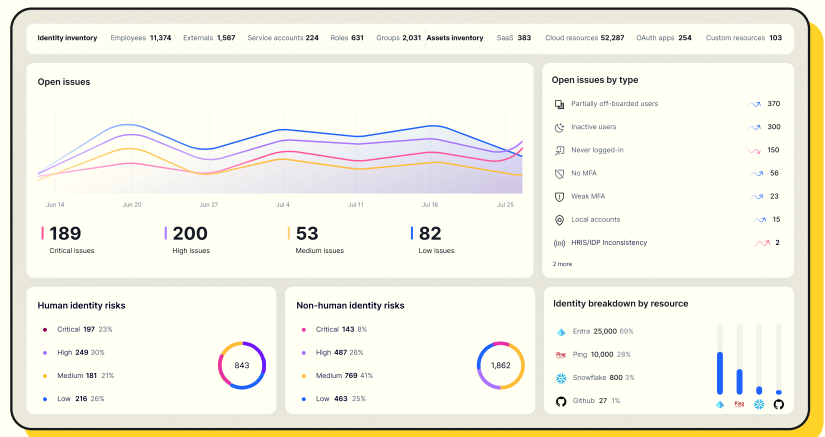 Identity inventory Employees 11,374 Externals 1,567 Service accounts 224 Roles 631 Groups 2,031 Assets inventory SaaS 383 Cloud resources 52,287 OAuth apps 254 Custom resources 103
Open issues
Jun 14 Jun 20 Jun 27 Jul 4 Jul 11 Jul 18 Jul 25
189 200 53 82
Critical issues High issues Medium issues Low issues
Open issues by type
Partially off-boarded users 370
Inactive users 300
Never logged-in 150
No MFA 56
Weak MFA 23
Local accounts 15
HRIS/IDP Inconsistency 2
2 more
Human identity risks
Critical 197 23%
High 249 30%
Medium 181 21%
Low 216 26%
843
Non-human identity risks
Critical 143 8%
High 487 26%
Medium 769 41%
Low 463 25%
1,862
Identity breakdown by resource
Entra 25,000 69%
Ping 10,000 28%
Snowflake 800 3%
Github 27 1%
Ping
Ping